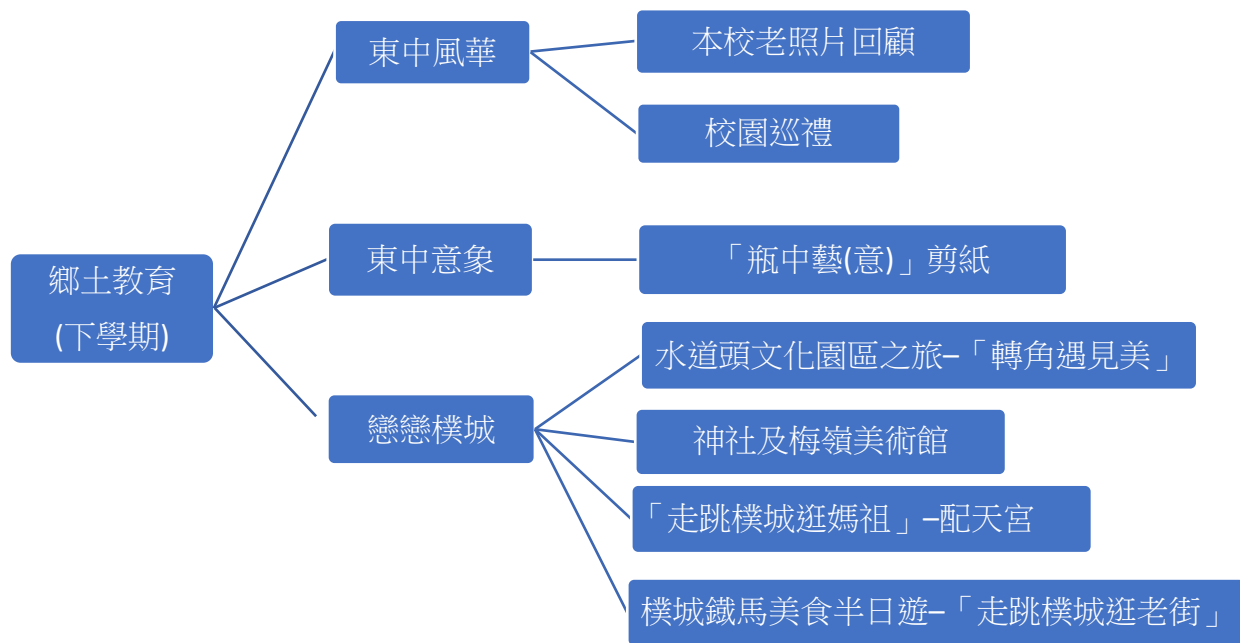 鄉土教育
(下學期)
東中風華
本校老照片回顧
校園巡禮
東中意象
「瓶中藝(意)」剪紙
戀戀樸城
水道頭文化園區之旅–「轉角遇見美」
神社及梅嶺美術館
「走跳樸城逛媽祖」–配天宮
樸城鐵馬美食半日遊–「走跳樸城逛老街」